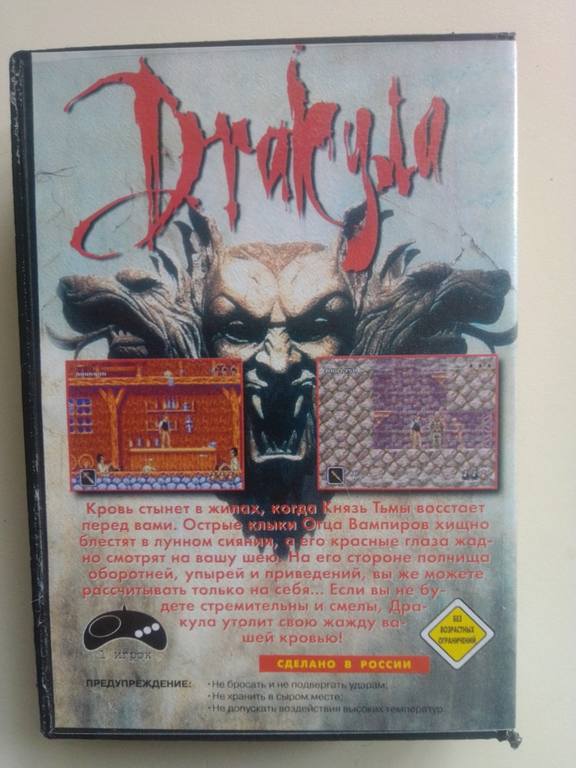 Drakyla
Кровь стынет в жилах, когда Князь Тьмы восстает
перед вами. Острые клыки Отца Вампиров хищно
блестят в лунном сиянии, а его красные глаза жад-
но смотрят на вашу шею. На его стороне полчища
оборотней, упырей и приведений, вы же можете
рассчитывать только на себя... Если вы не бу-
дете стремительны и смелы, Дра-
кула утолит свою жажду ва-
шей кровью!
1 игрок
БЕЗ
ВОЗРАСТНЫХ
ОГРАНИЧЕНИЙ
СДЕЛАНО В РОССИИ
ПРЕДУПРЕЖДЕНИЕ: •Не бросать и не подвергать ударам;
•Не хранить в сыром месте;
•Не допускать воздействия высоких температур.